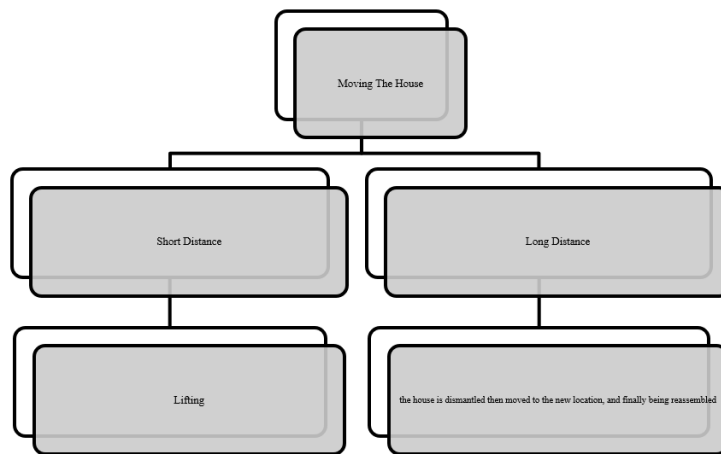 Moving The House
Short Distance
Long Distance
Lifting
the house is dismantled then moved to the new location, and finally being reassembled